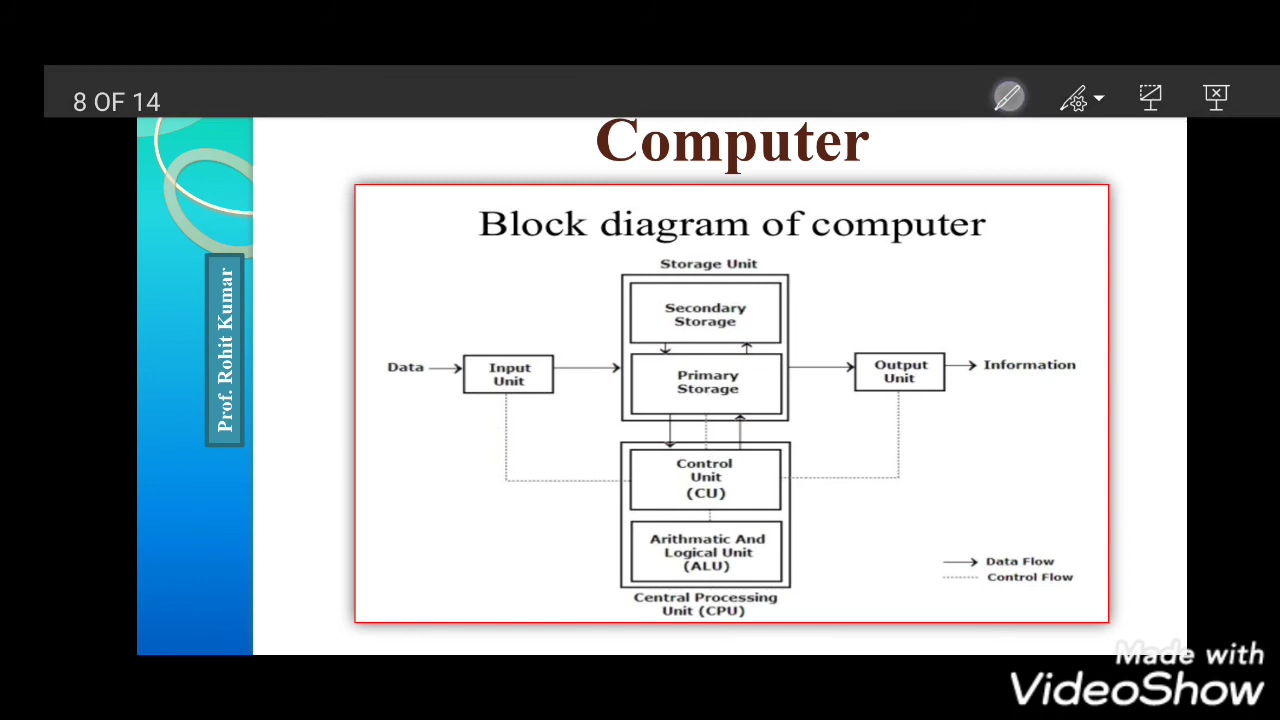 8 OF 14
Computer
Prof. Rohit Kumar
Block diagram of computer
Storage Unit
Secondary
Storage
Data
Input
Unit
Primary
Storage
Output
Unit
Information
Control
Unit
(CU)
Arithmatic And
Logical Unit
(ALU)
Data Flow
Control Flow
Central Processing
Unit (CPU)
Made with
VideoShow